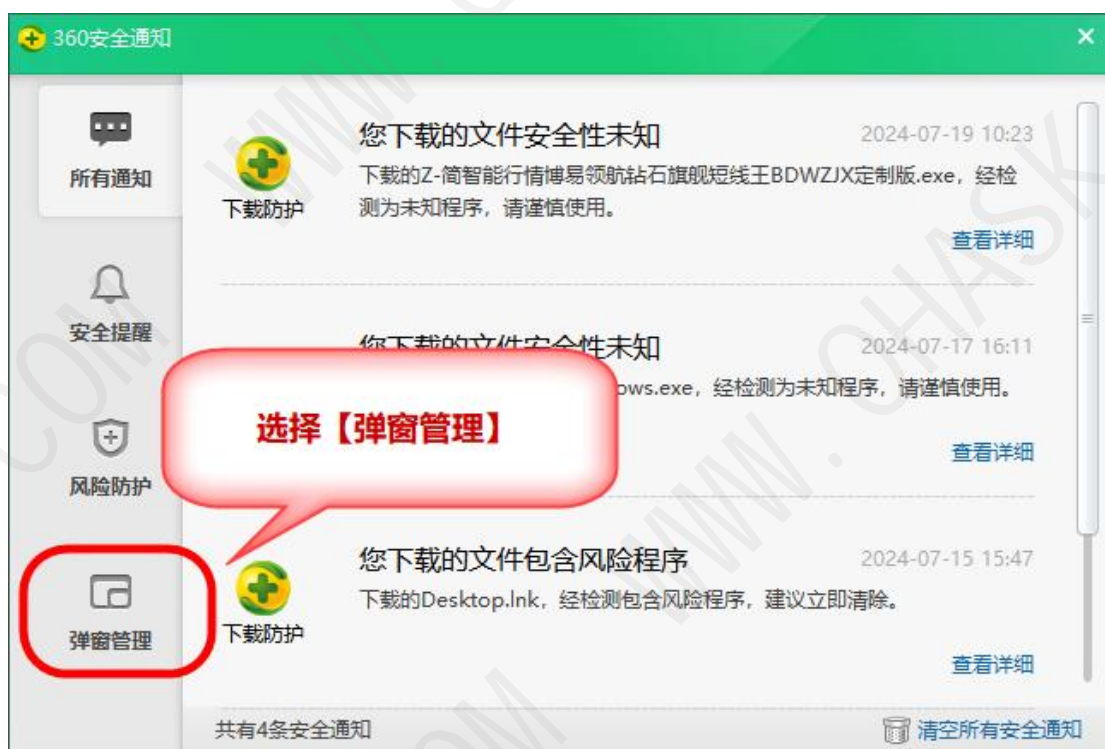 360安全通知
所有通知
安全提醒
风险防护
弹窗管理
您下载的文件安全性未知
2024-07-19 10:23
下载的Z-简智能行情博易领航钻石旗舰短线王BDWZJX定制版.exe，经检
测为未知程序，请谨慎使用。
下载防护
查看详细
您下载的文件安全性未知
2024-07-17 16:11
ows.exe，经检测为未知程序，请谨慎使用。
查看详细
选择【弹窗管理】
您下载的文件包含风险程序
2024-07-15 15:47
下载的Desktop.lnk，经检测包含风险程序，建议立即清除。
下载防护
查看详细
共有4条安全通知
清空所有安全通知
WWW.
COM
WWW.CHASK
COM